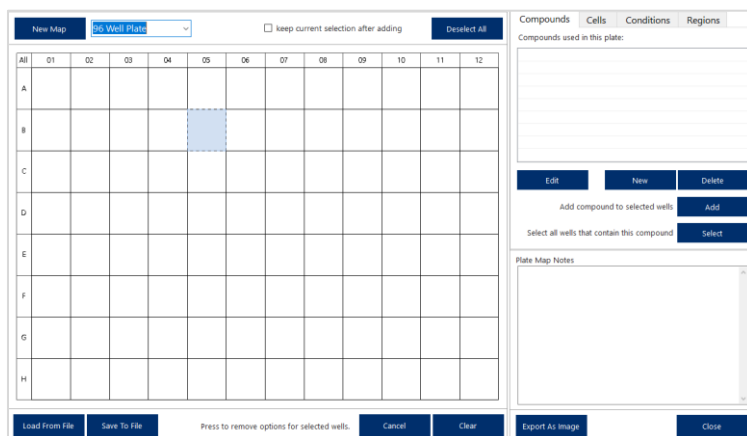 New Map 96 Well Plate keep current selection after adding Deselect All
All 01 02 03 04 05 06 07 08 09 10 11 12
A
B
C
D
E
F
G
H
Load From File Save To File Press to remove options for selected wells. Cancel Clear
Compounds Cells Conditions Regions
Compounds used in this plate:
Edit New Delete
Add compound to selected wells Add
Select all wells that contain this compound Select
Plate Map Notes
Export As Image Close